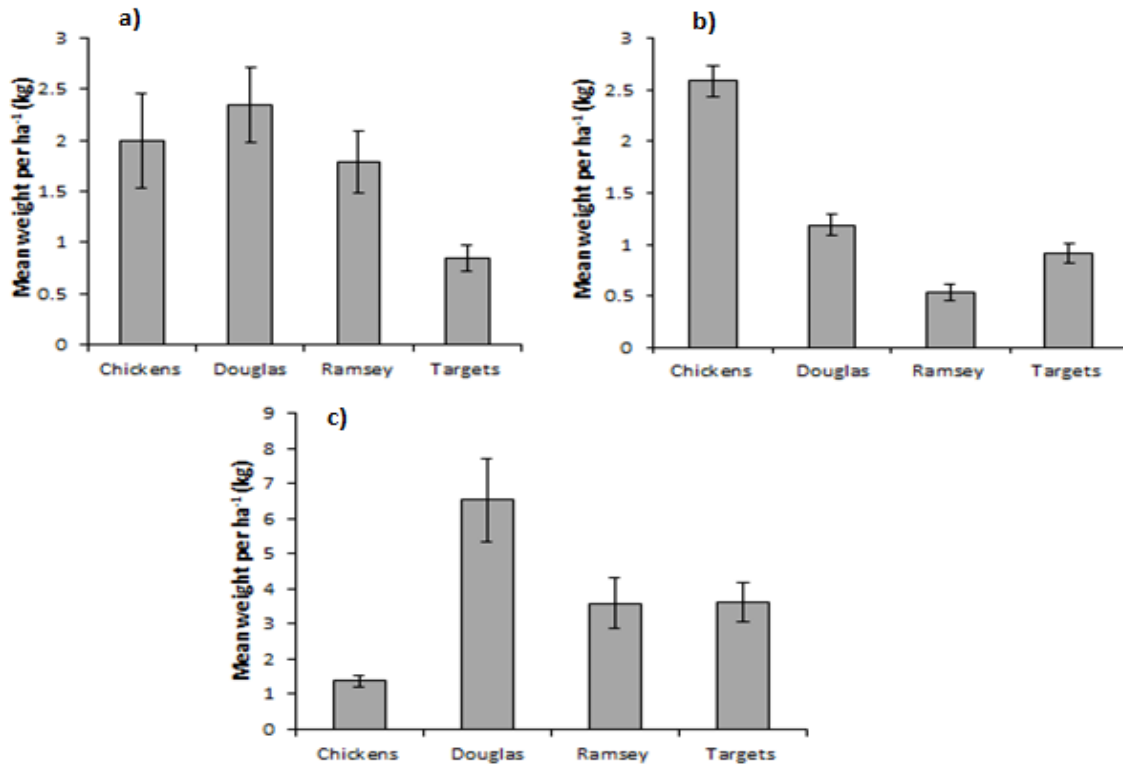 a)
Mean weight per ha⁻¹ (kg)
3
2.5
2
1.5
1
0.5
0
Chickens Douglas Ramsey Targets
b)
Mean weight per ha⁻¹ (kg)
3
2.5
2
1.5
1
0.5
0
Chickens Douglas Ramsey Targets
c)
Mean weight per ha⁻¹ (kg)
9
8
7
6
5
4
3
2
1
0
Chickens Douglas Ramsey Targets